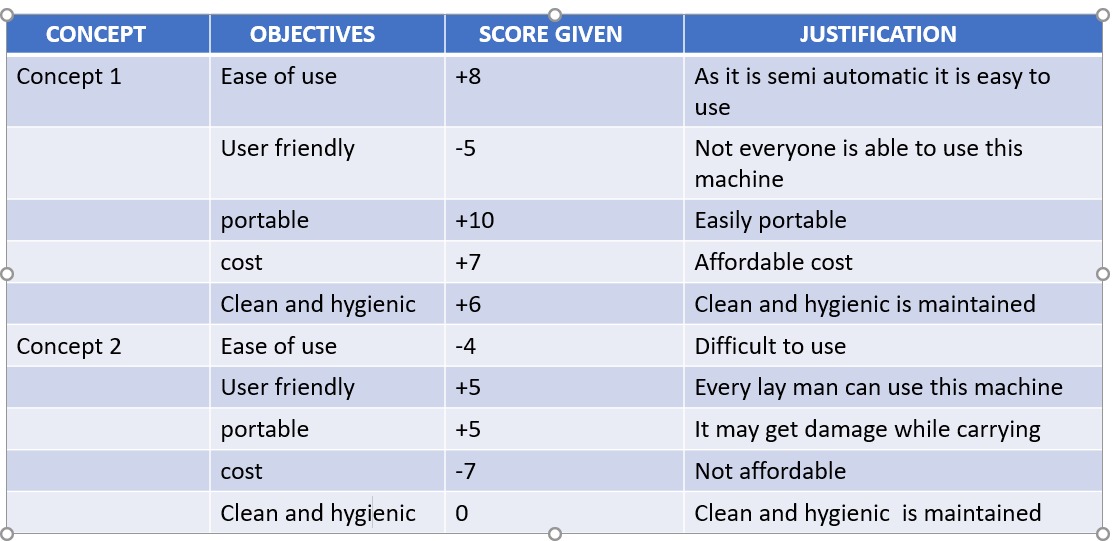 CONCEPT OBJECTIVES SCORE GIVEN JUSTIFICATION
Concept 1 Ease of use +8 As it is semi automatic it is easy to
use
User friendly -5 Not everyone is able to use this
machine
portable +10 Easily portable
cost +7 Affordable cost
Clean and hygienic +6 Clean and hygienic is maintained
Concept 2 Ease of use -4 Difficult to use
User friendly +5 Every lay man can use this machine
portable +5 It may get damage while carrying
cost -7 Not affordable
Clean and hygienic 0 Clean and hygienic is maintained